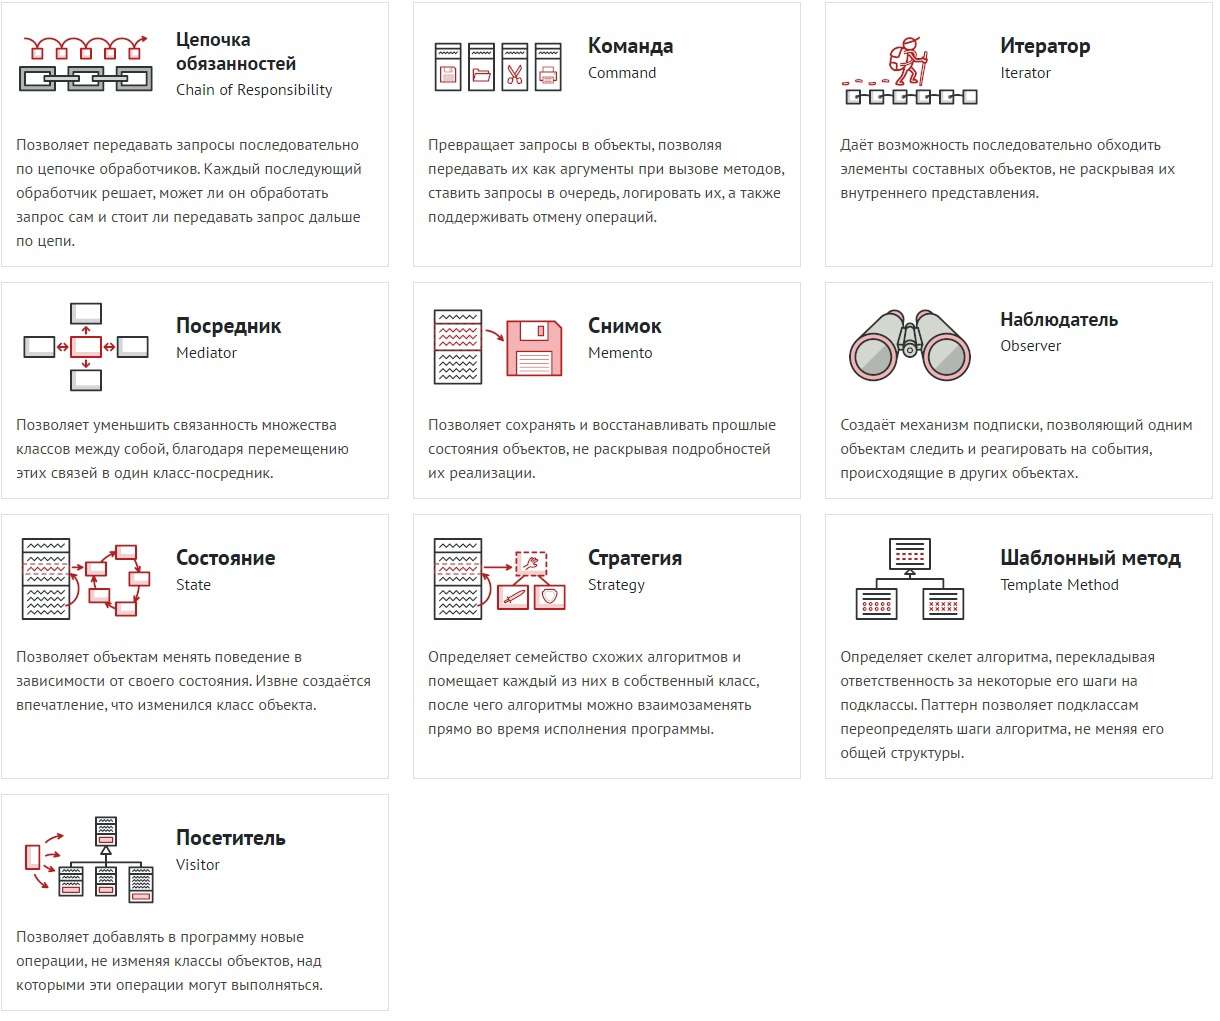 Цепочка
обязанностей
Chain of Responsibility
Позволяет передавать запросы последовательно
по цепочке обработчиков. Каждый последующий
обработчик решает, может ли он обработать
запрос сам и стоит ли передавать запрос дальше
по цепи.
Команда
Command
Превращает запросы в объекты, позволяя
передавать их как аргументы при вызове методов,
ставить запросы в очередь, логировать их, а также
поддерживать отмену операций.
Итератор
Iterator
Даёт возможность последовательно обходить
элементы составных объектов, не раскрывая их
внутреннего представления.
Посредник
Mediator
Позволяет уменьшить связанность множества
классов между собой, благодаря перемещению
этих связей в один класс-посредник.
Снимок
Memento
Позволяет сохранять и восстанавливать прошлые
состояния объектов, не раскрывая подробностей
их реализации.
Наблюдатель
Observer
Создаёт механизм подписки, позволяющий одним
объектам следить и реагировать на события,
происходящие в других объектах.
Состояние
State
Позволяет объектам менять поведение в
зависимости от своего состояния. Извне создаётся
впечатление, что изменился класс объекта.
Стратегия
Strategy
Определяет семейство схожих алгоритмов и
помещает каждый из них в собственный класс,
после чего алгоритмы можно взаимозаменять
прямо во время исполнения программы.
Шаблонный метод
Template Method
Определяет скелет алгоритма, перекладывая
ответственность за некоторые его шаги на
подклассы. Паттерн позволяет подклассам
переопределять шаги алгоритма, не меняя его
общей структуры.
Посетитель
Visitor
Позволяет добавлять в программу новые
операции, не изменяя классы объектов, над
которыми эти операции могут выполняться.